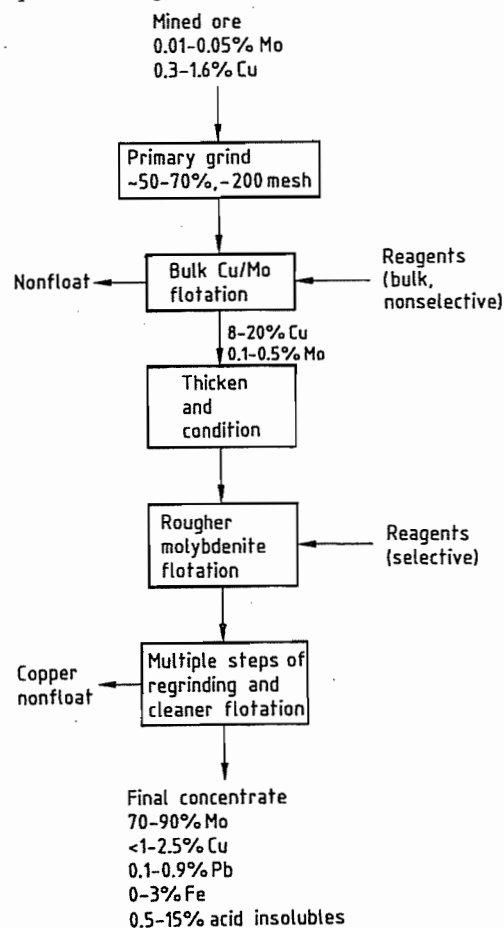 Mined ore
0.01–0.05% Mo
0.3–1.6% Cu
Primary grind
~50–70%, –200 mesh
Nonfloat
Bulk Cu/Mo
flotation
Reagents
(bulk,
nonselective)
8–20% Cu
0.1–0.5% Mo
Thicken
and
condition
Rougher
molybdenite
flotation
Reagents
(selective)
Copper
nonfloat
Multiple steps of
regrinding and
cleaner flotation
Final concentrate
70–90% Mo
<1–2.5% Cu
0.1–0.9% Pb
0–3% Fe
0.5–15% acid insolubles